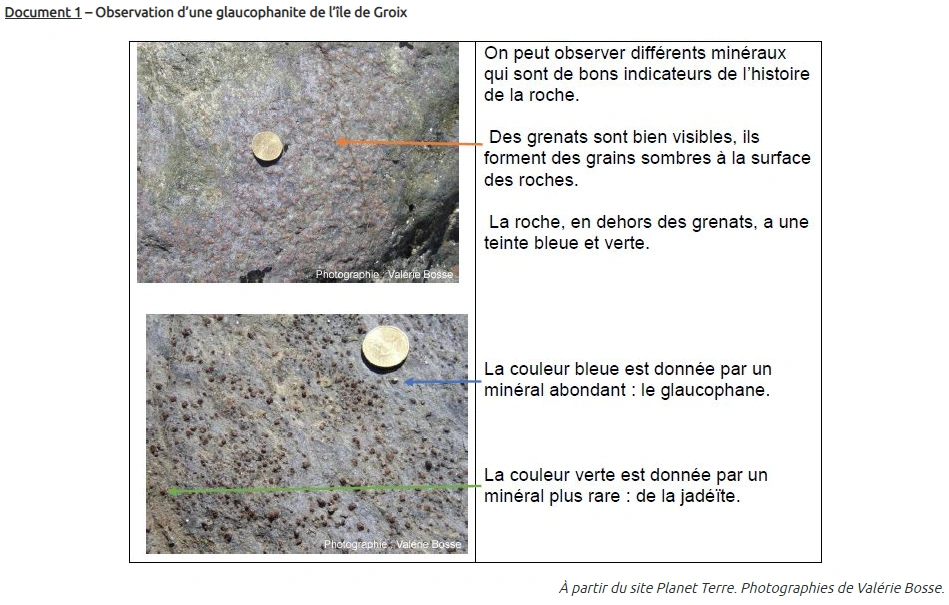 Document 1 – Observation d’une glaucophanite de l’île de Groix
On peut observer différents minéraux
qui sont de bons indicateurs de l’histoire
de la roche.
Des grenats sont bien visibles, ils
forment des grains sombres à la surface
des roches.
La roche, en dehors des grenats, a une
teinte bleue et verte.
Photographie : Valérie Bosse
La couleur bleue est donnée par un
minéral abondant : le glaucophane.
La couleur verte est donnée par un
minéral plus rare : de la jadéïte.
Photographie : Valérie Bosse
À partir du site Planet Terre. Photographies de Valérie Bosse.